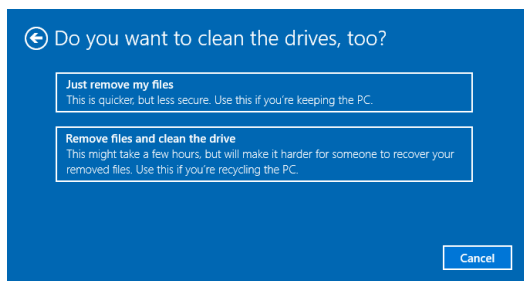 Do you want to clean the drives, too?
Just remove my files
This is quicker, but less secure. Use this if you're keeping the PC.
Remove files and clean the drive
This might take a few hours, but will make it harder for someone to recover your
removed files. Use this if you're recycling the PC.
Cancel